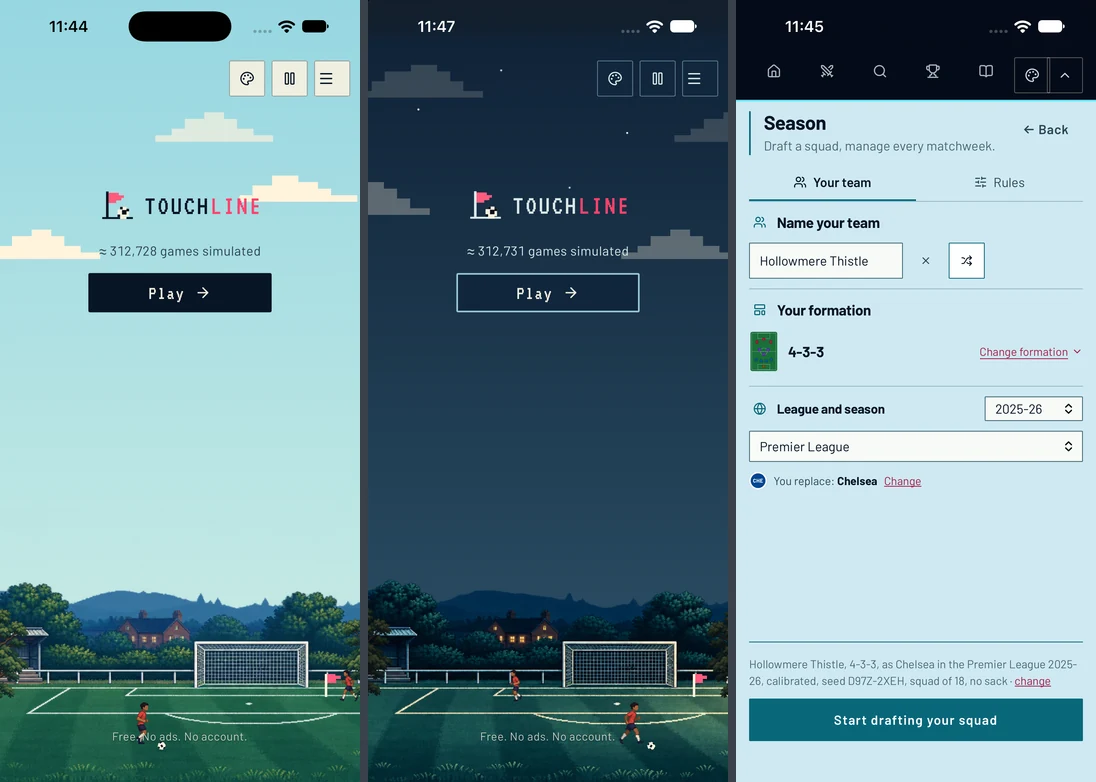 11:44
TOUCHLINE
≈ 312,728 games simulated
Play →
Free. No ads. No account.
11:47
TOUCHLINE
≈ 312,731 games simulated
Play →
Free. No ads. No account.
11:45
Season
← Back
Draft a squad, manage every matchweek.
Your team
Rules
Name your team
Hollowmere Thistle ×
Your formation
4-3-3
Change formation
League and season
2025-26
Premier League
CHE
You replace: Chelsea Change
Hollowmere Thistle, 4-3-3, as Chelsea in the Premier League 2025-
26, calibrated, seed D97Z-2XEH, squad of 18, no sack · change
Start drafting your squad